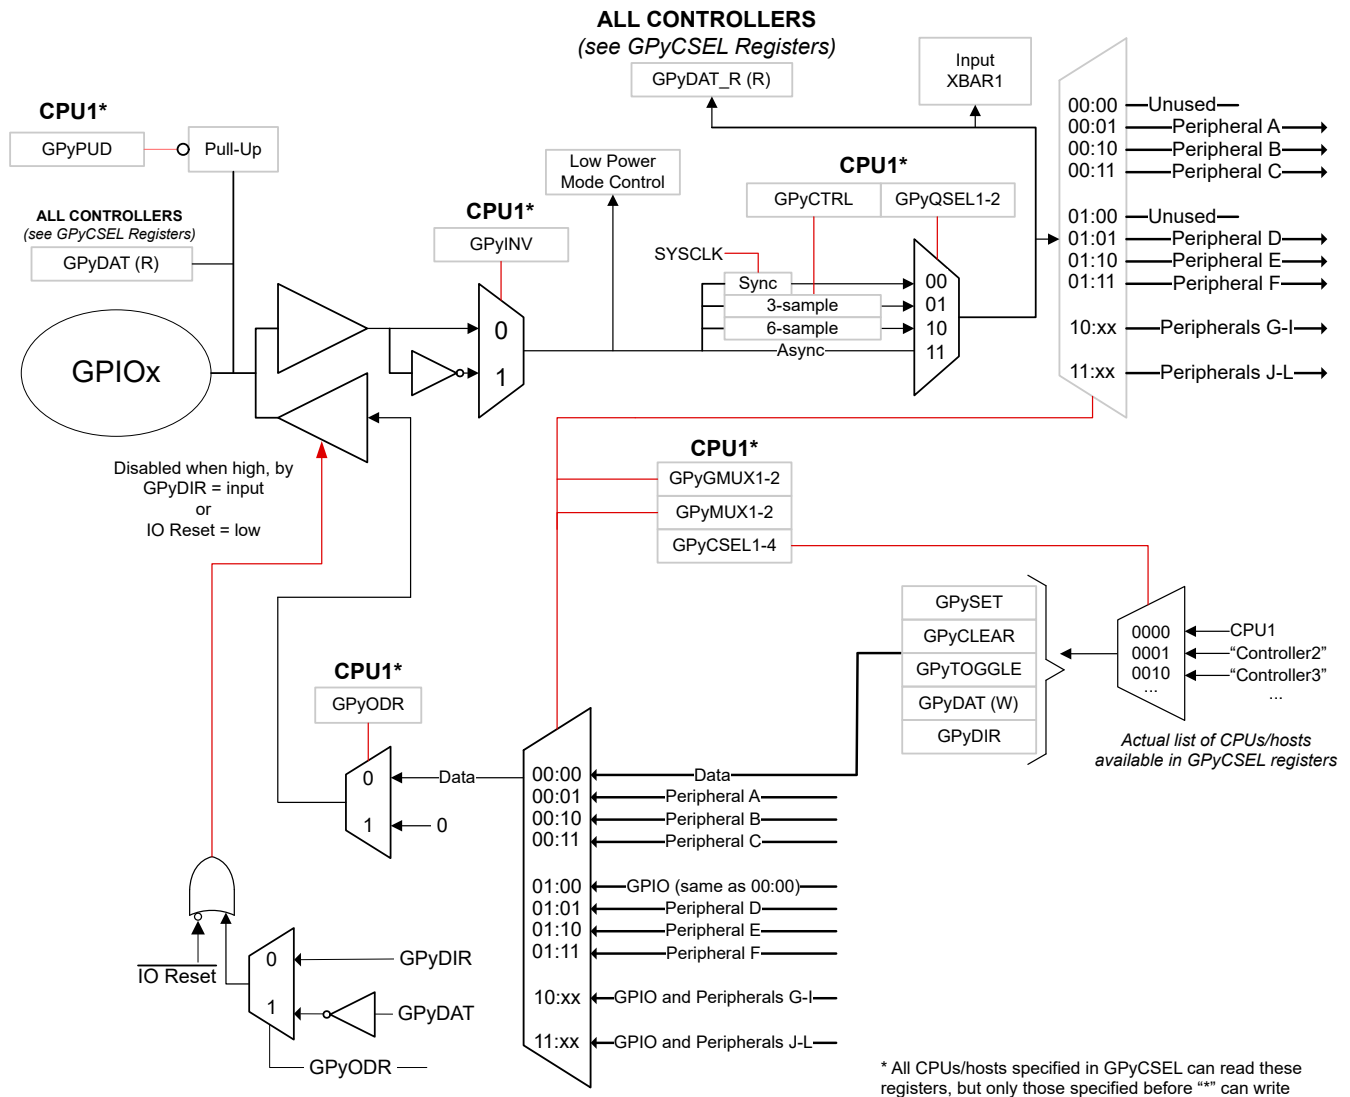 ALL CONTROLLERS
(see GPyCSEL Registers)
GPyDAT_R (R)
Input
XBAR1
CPU1*
GPyPUD
Pull-Up
ALL CONTROLLERS
(see GPyCSEL Registers)
GPyDAT (R)
GPIOx
CPU1*
GPyINV
0
1
Low Power
Mode Control
CPU1*
GPyCTRL
GPyQSEL1-2
SYSCLK
Sync
3-sample
6-sample
Async
00
01
10
11
00:00 Unused
00:01 Peripheral A
00:10 Peripheral B
00:11 Peripheral C
01:00 Unused
01:01 Peripheral D
01:10 Peripheral E
01:11 Peripheral F
10:xx Peripherals G-I
11:xx Peripherals J-L
Disabled when high, by
GPyDIR = input
or
IO Reset = low
CPU1*
GPyGMUX1-2
GPyMUX1-2
GPyCSEL1-4
GPySET
GPyCLEAR
GPyTOGGLE
GPyDAT (W)
GPyDIR
0000 CPU1
0001 “Controller2”
0010 “Controller3”
... ...
Actual list of CPUs/hosts
available in GPyCSEL registers
CPU1*
GPyODR
0 Data
1 0
00:00 Data
00:01 Peripheral A
00:10 Peripheral B
00:11 Peripheral C
01:00 GPIO (same as 00:00)
01:01 Peripheral D
01:10 Peripheral E
01:11 Peripheral F
10:xx GPIO and Peripherals G-I
11:xx GPIO and Peripherals J-L
IO Reset
0 GPyDIR
1 GPyDAT
GPyODR
* All CPUs/hosts specified in GPyCSEL can read these
registers, but only those specified before “*” can write